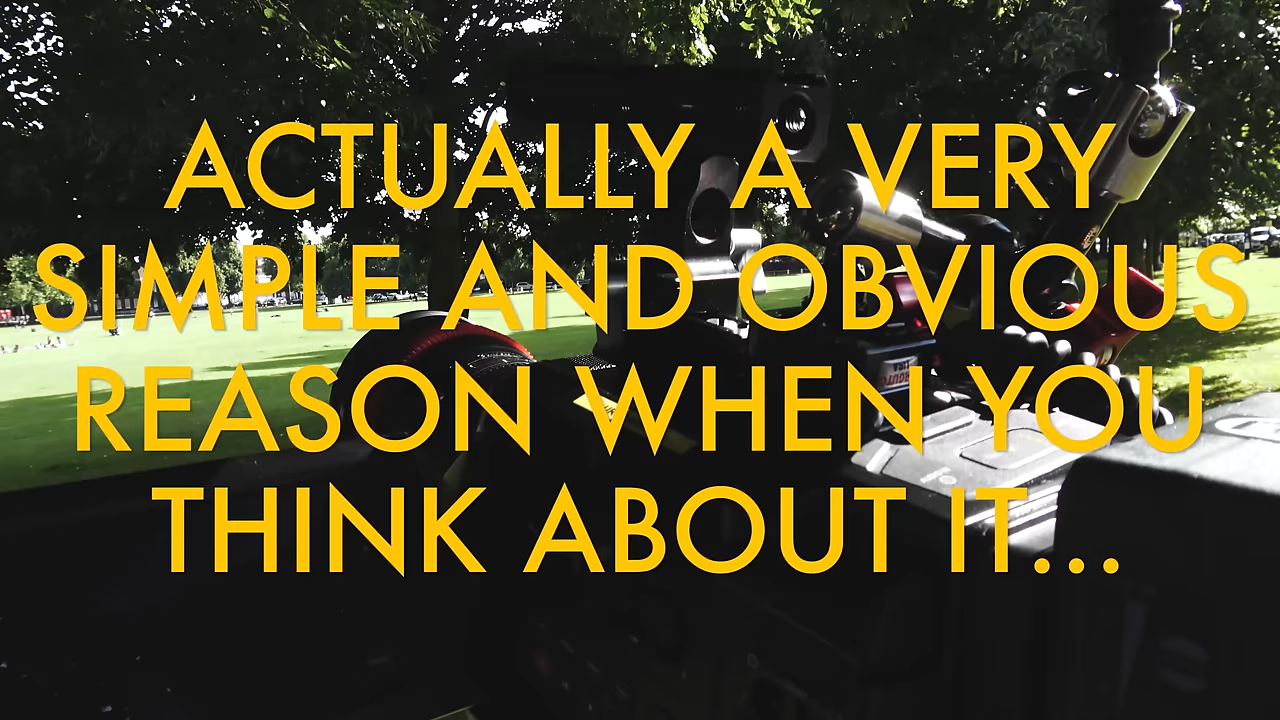 ACTUALLY A VERY
SIMPLE AND OBVIOUS
REASON WHEN YOU
THINK ABOUT IT...